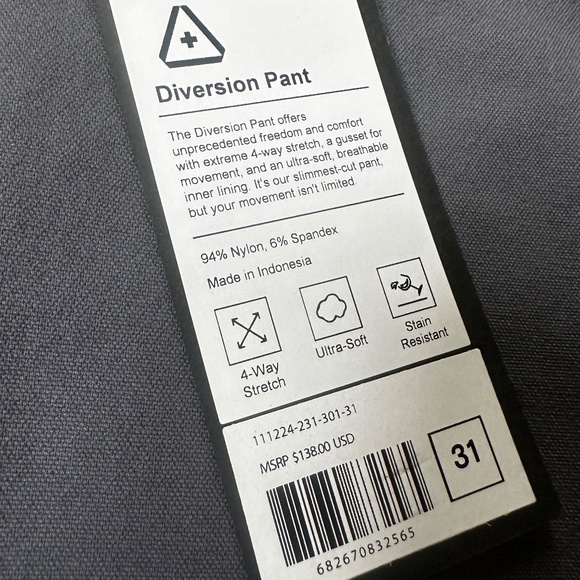 Diversion Pant
The Diversion Pant offers
unprecedented freedom and comfort
with extreme 4-way stretch, a gusset for
movement, and an ultra-soft, breathable
inner lining. It's our slimmest-cut pant,
but your movement isn't limited.
94% Nylon, 6% Spandex
Made in Indonesia
4-Way
Stretch
Ultra-Soft
Stain
Resistant
111224-231-301-31
MSRP $138.00 USD
31
682670832565